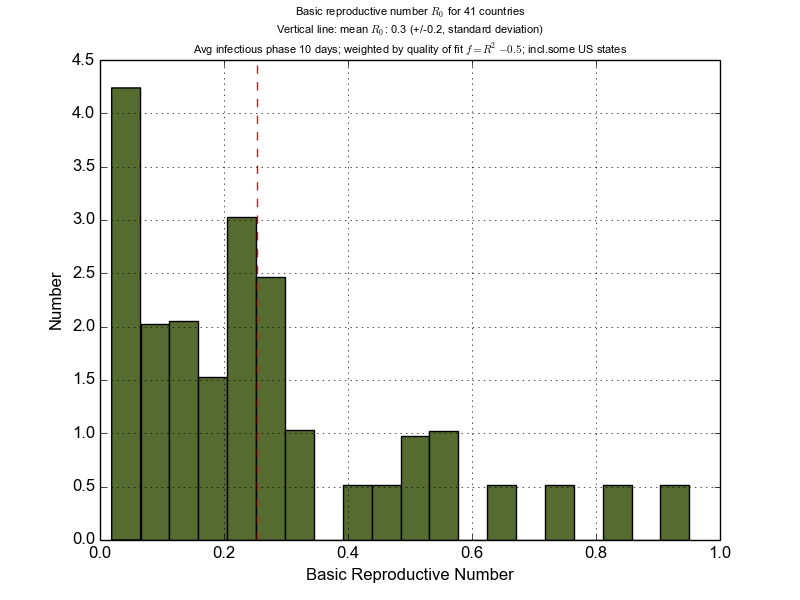 Basic reproductive number R₀ for 41 countries
Vertical line: mean R₀: 0.3 (+/-0.2, standard deviation)
Avg infectious phase 10 days; weighted by quality of fit f=R² −0.5; incl.some US states
4.5
4.0
3.5
3.0
2.5
2.0
1.5
1.0
0.5
0.0
Number
0.0 0.2 0.4 0.6 0.8 1.0
Basic Reproductive Number